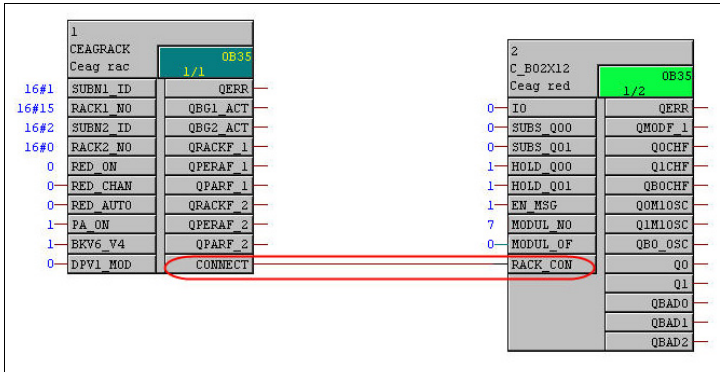 1
CEAGRACK
Ceag rac
OB35
1/1
16#1 SUBN1_ID QERR
16#15 RACK1_NO QBG1_ACT
16#2 SUBN2_ID QBG2_ACT
16#0 RACK2_NO QRACKF_1
0 RED_ON QPERAF_1
0 RED_CHAN QPARF_1
0 RED_AUTO QRACKF_2
1 PA_ON QPERAF_2
1 BKV6_V4 QPARF_2
0 DPV1_MOD CONNECT
2
C_BO2X12
Ceag red
OB35
1/2
0 IO QERR
0 SUBS_Q00 QMODF_1
0 SUBS_Q01 Q0CHF
1 HOLD_Q00 Q1CHF
1 HOLD_Q01 QB0CHF
1 EN_MSG Q0M1OSC
7 MODUL_NO Q1M1OSC
0 MODUL_OF QB0_OSC
RACK_CON Q0
Q1
QBAD0
QBAD1
QBAD2